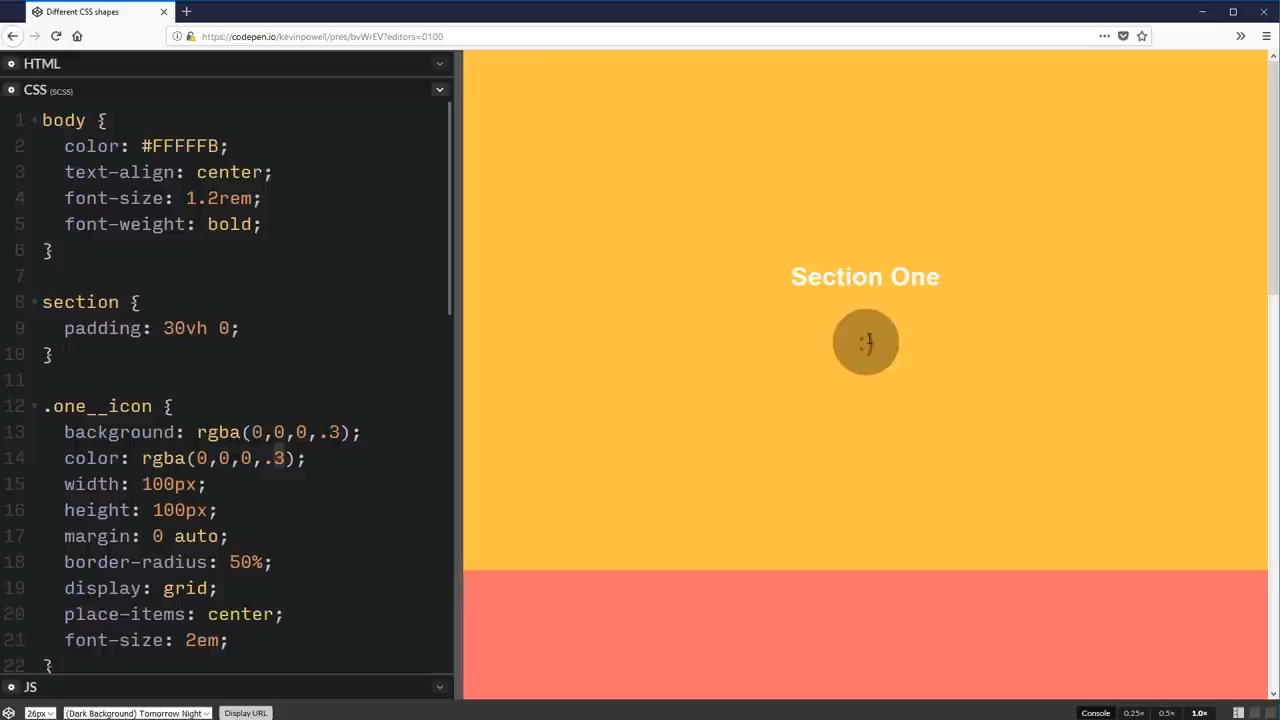 Different CSS shapes
https://codepen.io/kevinpowell/pres/bvWrEV?editors=0100
HTML
CSS (SCSS)
1 body {
2 color: #FFFFFB;
3 text-align: center;
4 font-size: 1.2rem;
5 font-weight: bold;
6 }
7
8 section {
9 padding: 30vh 0;
10 }
11
12 .one__icon {
13 background: rgba(0,0,0,.3);
14 color: rgba(0,0,0,.3);
15 width: 100px;
16 height: 100px;
17 margin: 0 auto;
18 border-radius: 50%;
19 display: grid;
20 place-items: center;
21 font-size: 2em;
22 }
Section One
:)
JS
26px (Dark Background) Tomorrow Night Display URL
Console 0.25× 0.5× 1.0×